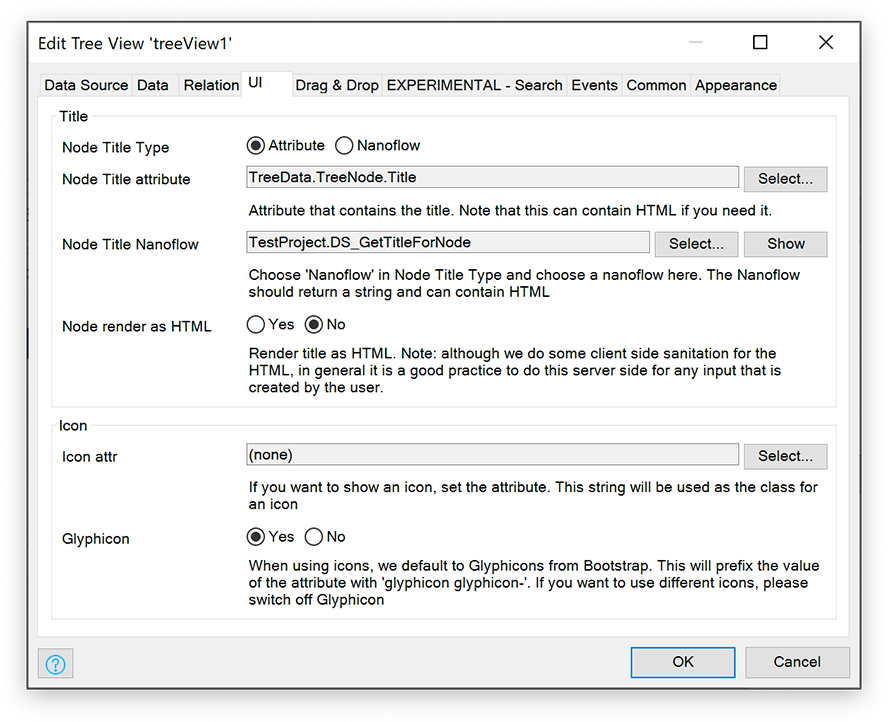 Edit Tree View 'treeView1'
Data Source Data Relation UI Drag & Drop EXPERIMENTAL - Search Events Common Appearance
Title
Node Title Type Attribute Nanoflow
Node Title attribute TreeData.TreeNode.Title Select...
Attribute that contains the title. Note that this can contain HTML if you need it.
Node Title Nanoflow TestProject.DS_GetTitleForNode Select... Show
Choose 'Nanoflow' in Node Title Type and choose a nanoflow here. The Nanoflow
should return a string and can contain HTML
Node render as HTML Yes No
Render title as HTML. Note: although we do some client side sanitation for the
HTML, in general it is a good practice to do this server side for any input that is
created by the user.
Icon
Icon attr (none) Select...
If you want to show an icon, set the attribute. This string will be used as the class for
an icon
Glyphicon Yes No
When using icons, we default to Glyphicons from Bootstrap. This will prefix the value
of the attribute with 'glyphicon glyphicon-'. If you want to use different icons, please
switch off Glyphicon
? OK Cancel